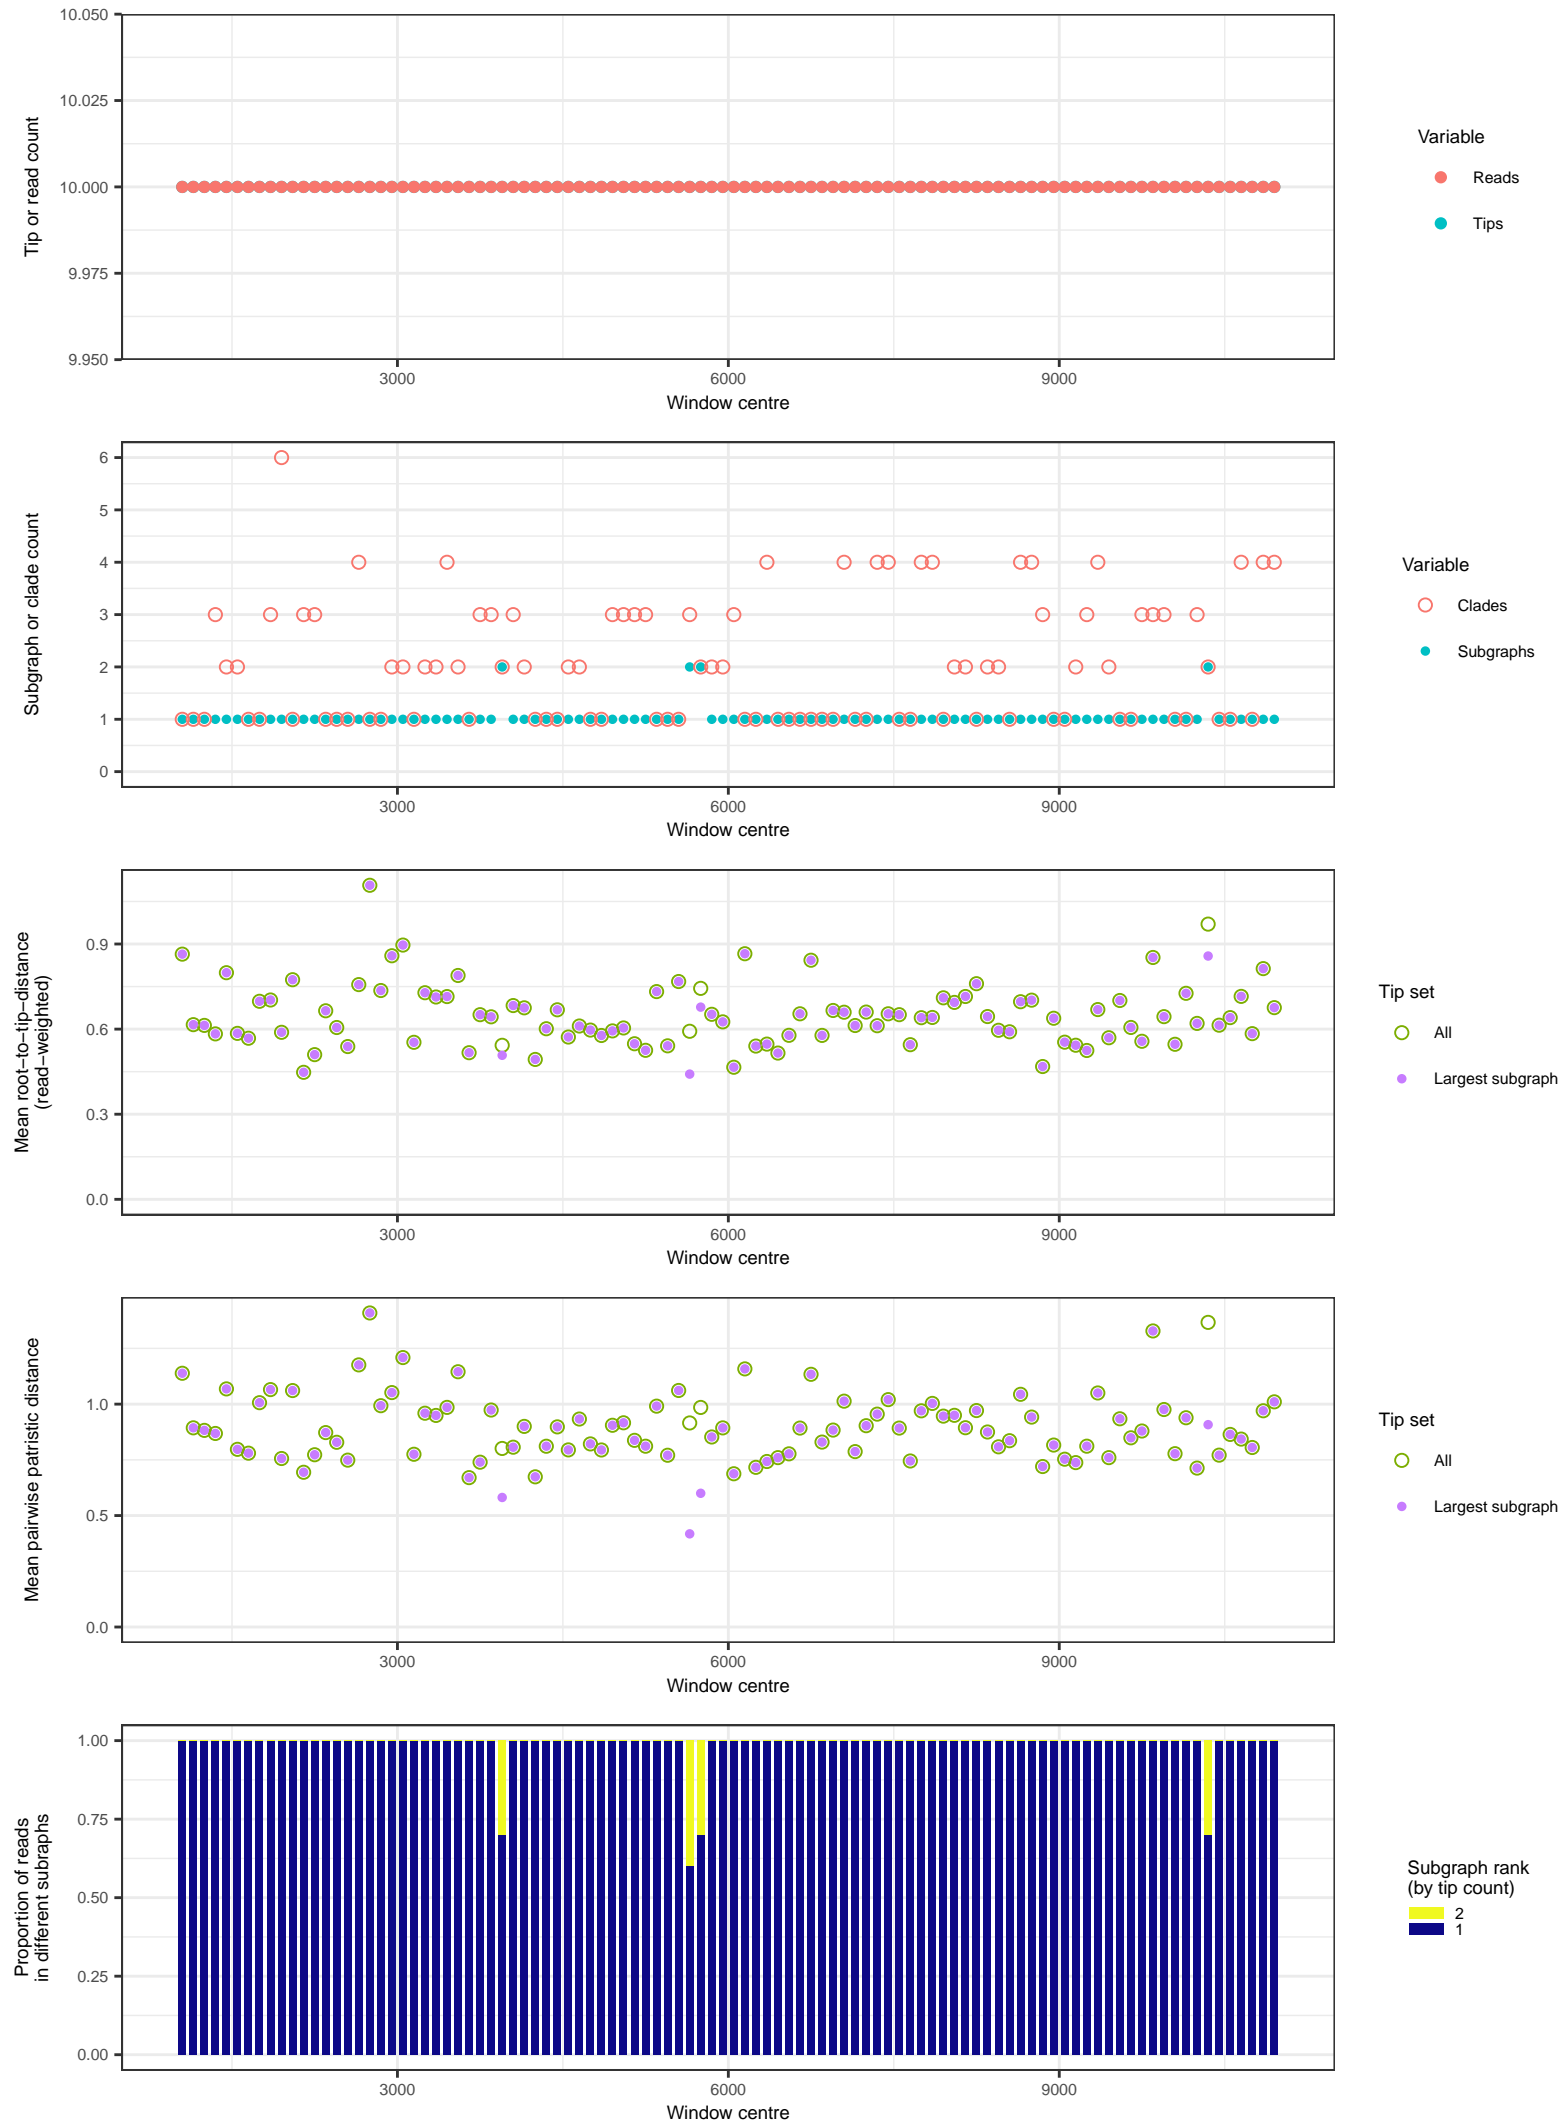 10.050
10.025
10.000
9.975
9.950
Tip or read count
3000 6000 9000
Window centre
Variable
Reads
Tips
6
5
4
3
2
1
0
Subgraph or clade count
3000 6000 9000
Window centre
Variable
Clades
Subgraphs
0.9
0.6
0.3
0.0
Mean root−to−tip−distance
(read−weighted)
3000 6000 9000
Window centre
Tip set
All
Largest subgraph
1.0
0.5
0.0
Mean pairwise patristic distance
3000 6000 9000
Window centre
Tip set
All
Largest subgraph
1.00
0.75
0.50
0.25
0.00
Proportion of reads
in different subraphs
3000 6000 9000
Window centre
Subgraph rank
(by tip count)
2
1